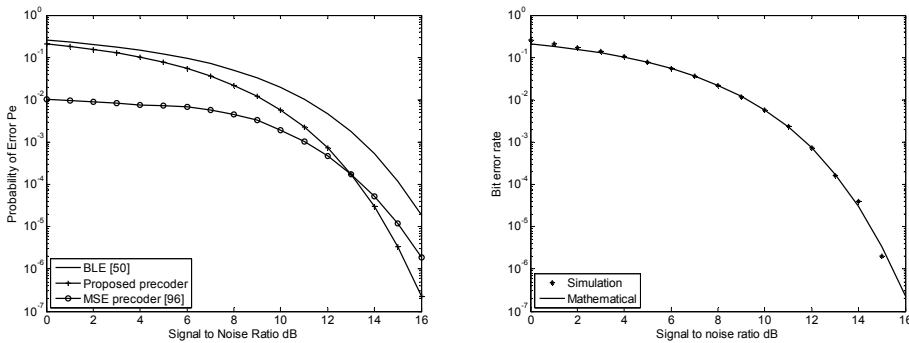 10^0
10^-1
10^-2
10^-3
10^-4
10^-5
10^-6
10^-7
Probability of Error Pe
BLE [50]
Proposed precoder
MSE precoder [96]
0 2 4 6 8 10 12 14 16
Signal to Noise Ratio dB
10^0
10^-1
10^-2
10^-3
10^-4
10^-5
10^-6
10^-7
Bit error rate
Simulation
Mathematical
0 2 4 6 8 10 12 14 16
Signal to noise ratio dB